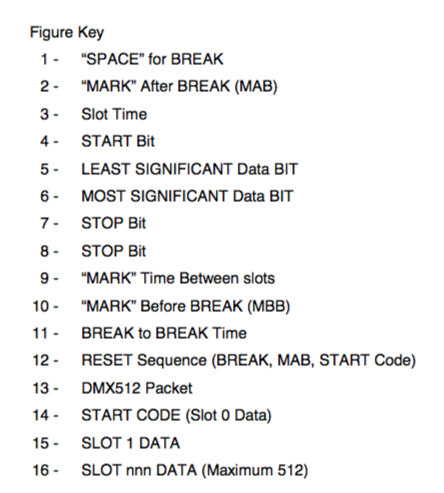 Figure Key
1 - “SPACE” for BREAK
2 - “MARK” After BREAK (MAB)
3 - Slot Time
4 - START Bit
5 - LEAST SIGNIFICANT Data BIT
6 - MOST SIGNIFICANT Data BIT
7 - STOP Bit
8 - STOP Bit
9 - “MARK” Time Between slots
10 - “MARK” Before BREAK (MBB)
11 - BREAK to BREAK Time
12 - RESET Sequence (BREAK, MAB, START Code)
13 - DMX512 Packet
14 - START CODE (Slot 0 Data)
15 - SLOT 1 DATA
16 - SLOT nnn DATA (Maximum 512)